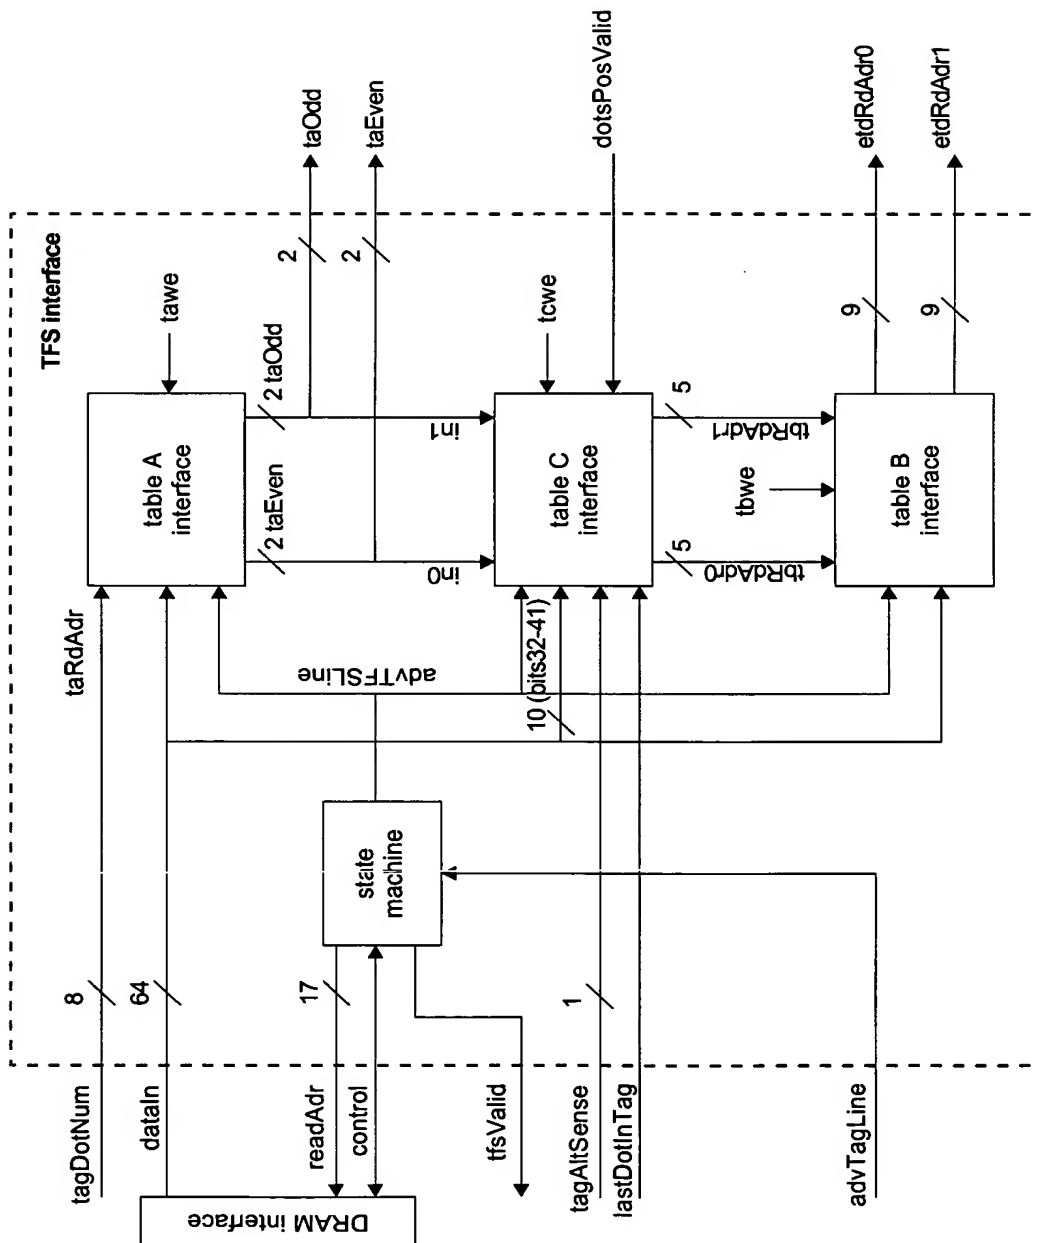 TFS interface
tagDotNum
8
taRdAdr
dataIn
64
table A
interface
tawe
2 taEven
2 taOdd
2
taOdd
2
taEven
DRAM interface
readAdr
17
control
state
machine
advTFSLine
tfsValid
in0
in1
10 (bits32-41)
table C
interface
tcwe
dotsPosValid
tagAltSense
1
lastDotInTag
5
tbRdAdr0
5
tbRdAdr1
tbwe
advTagLine
table B
interface
9
etdRdAdr0
9
etdRdAdr1